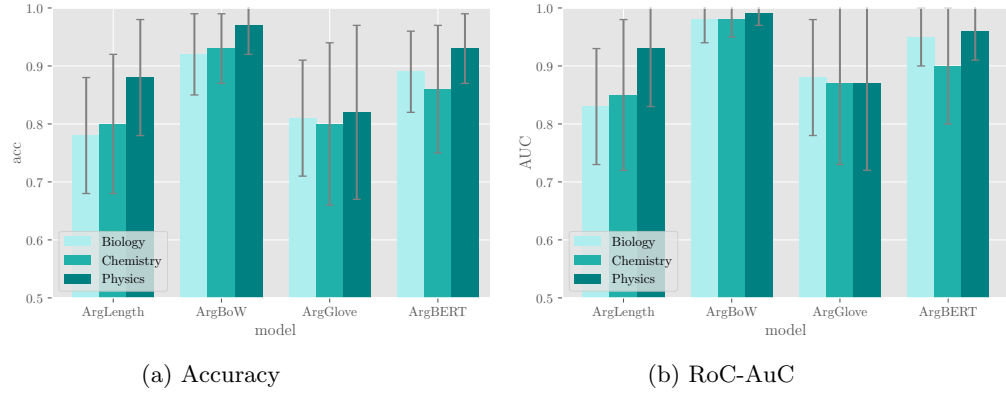 1.0
0.9
0.8
0.7
0.6
0.5
acc
Biology
Chemistry
Physics
ArgLength ArgBoW ArgGlove ArgBERT
model
(a) Accuracy
1.0
0.9
0.8
0.7
0.6
0.5
AUC
Biology
Chemistry
Physics
ArgLength ArgBoW ArgGlove ArgBERT
model
(b) RoC-AuC